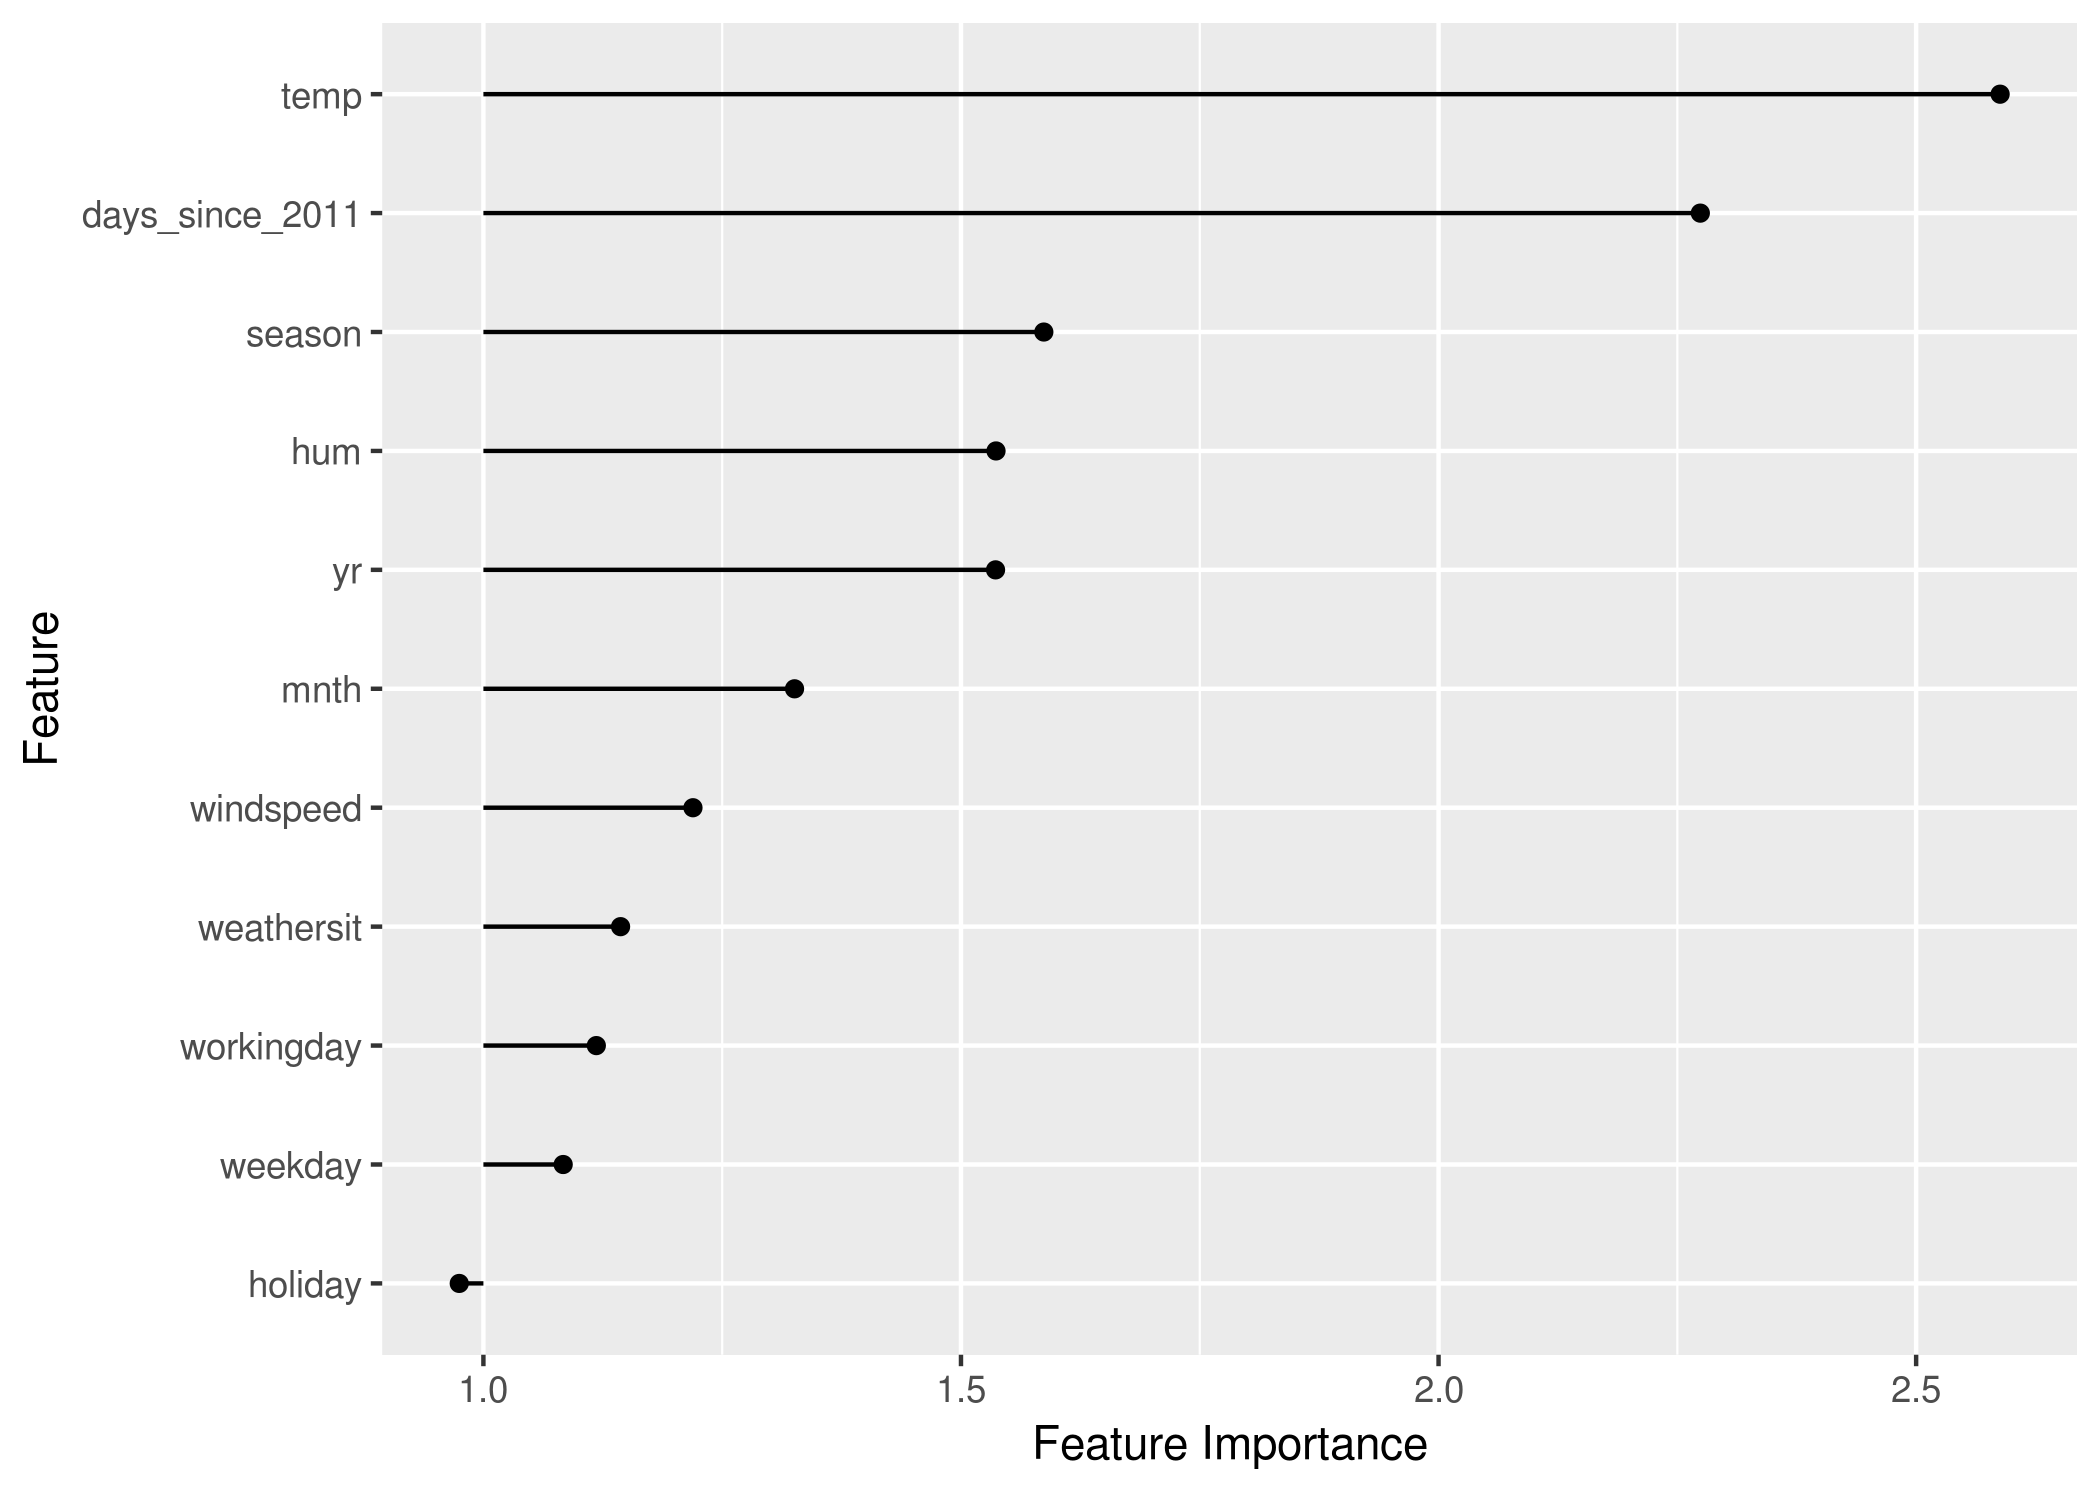 temp
days_since_2011
season
hum
yr
mnth
windspeed
weathersit
workingday
weekday
holiday
Feature
1.0 1.5 2.0 2.5
Feature Importance